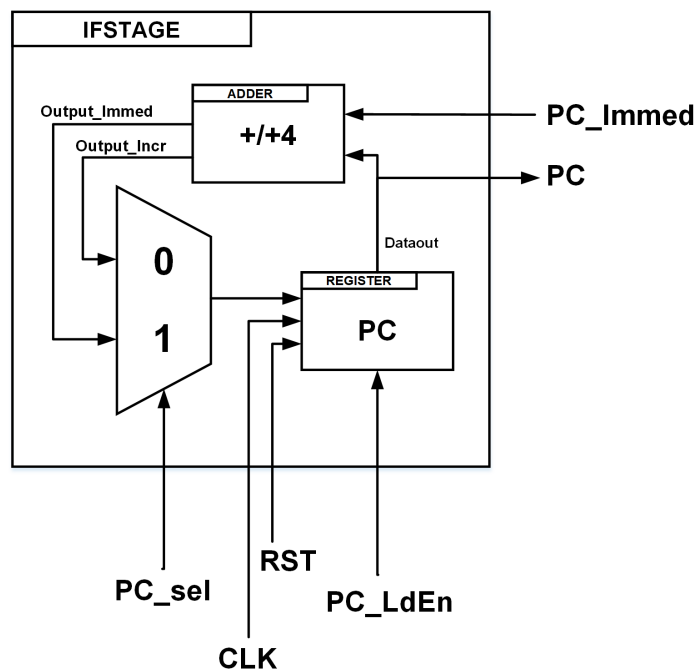 IFSTAGE
ADDER
+/+4
Output_Immed
Output_Incr
PC_Immed
PC
Dataout
0
1
REGISTER
PC
PC_sel
RST
PC_LdEn
CLK